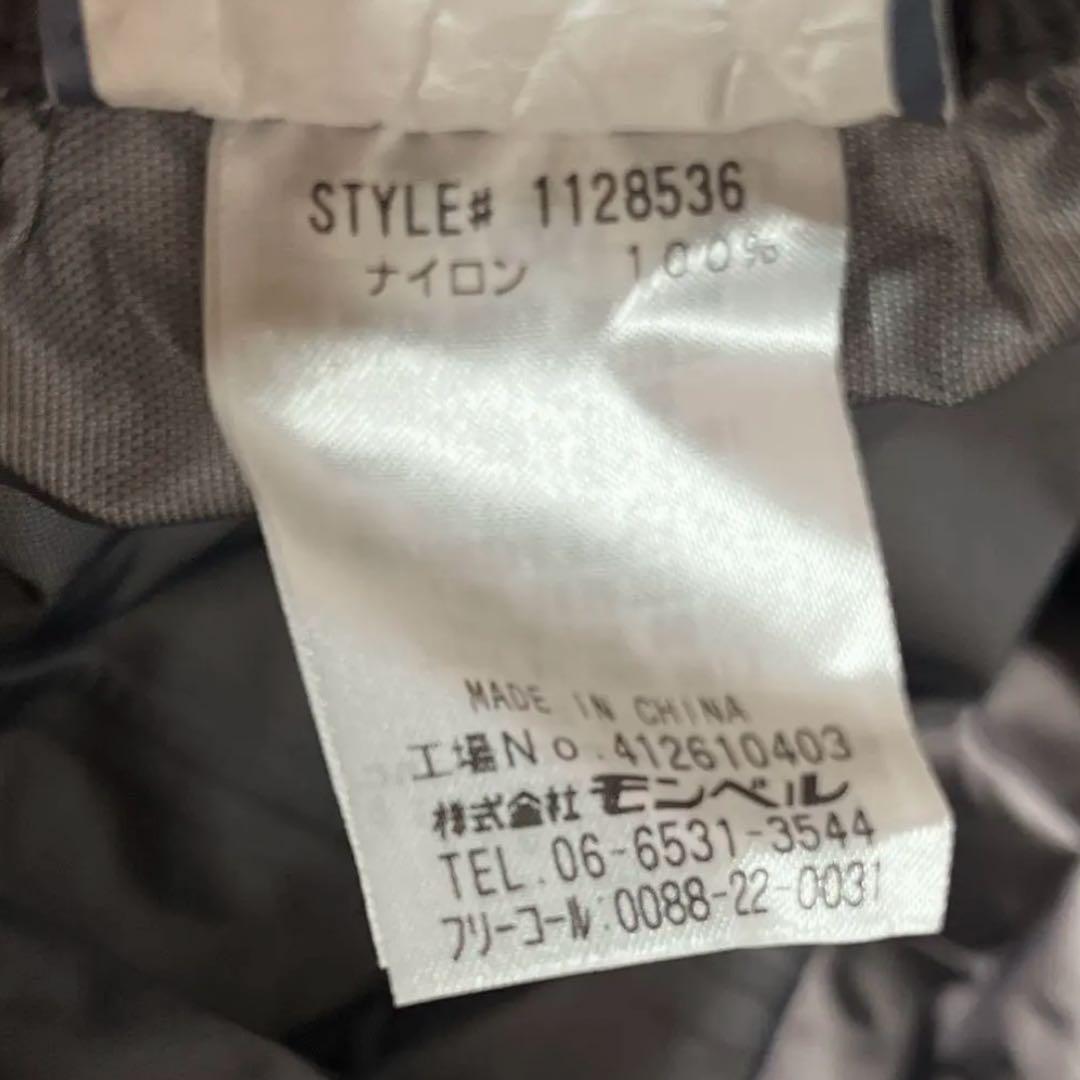 STYLE# 1128536
ナイロン 100%
MADE IN CHINA
工場No.412610403
株式会社モンベル
TEL.06-6531-3544
フリーコール:0088-22-0031